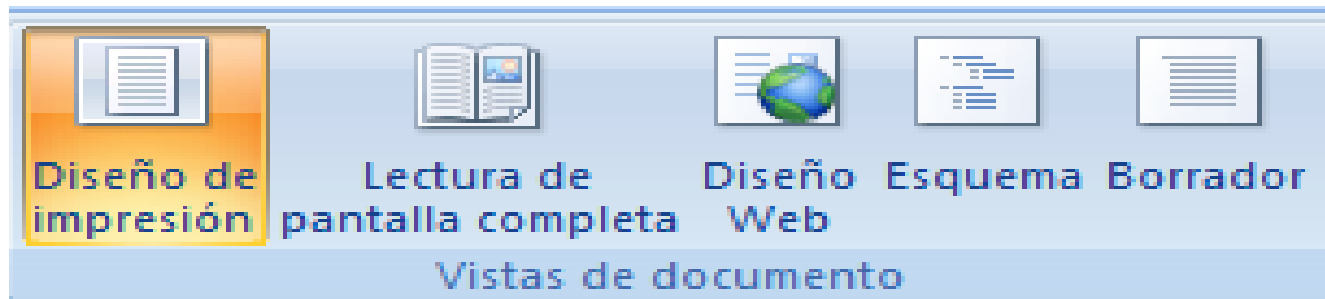 Diseño de impresión
Lectura de pantalla completa
Diseño Web
Esquema
Borrador
Vistas de documento